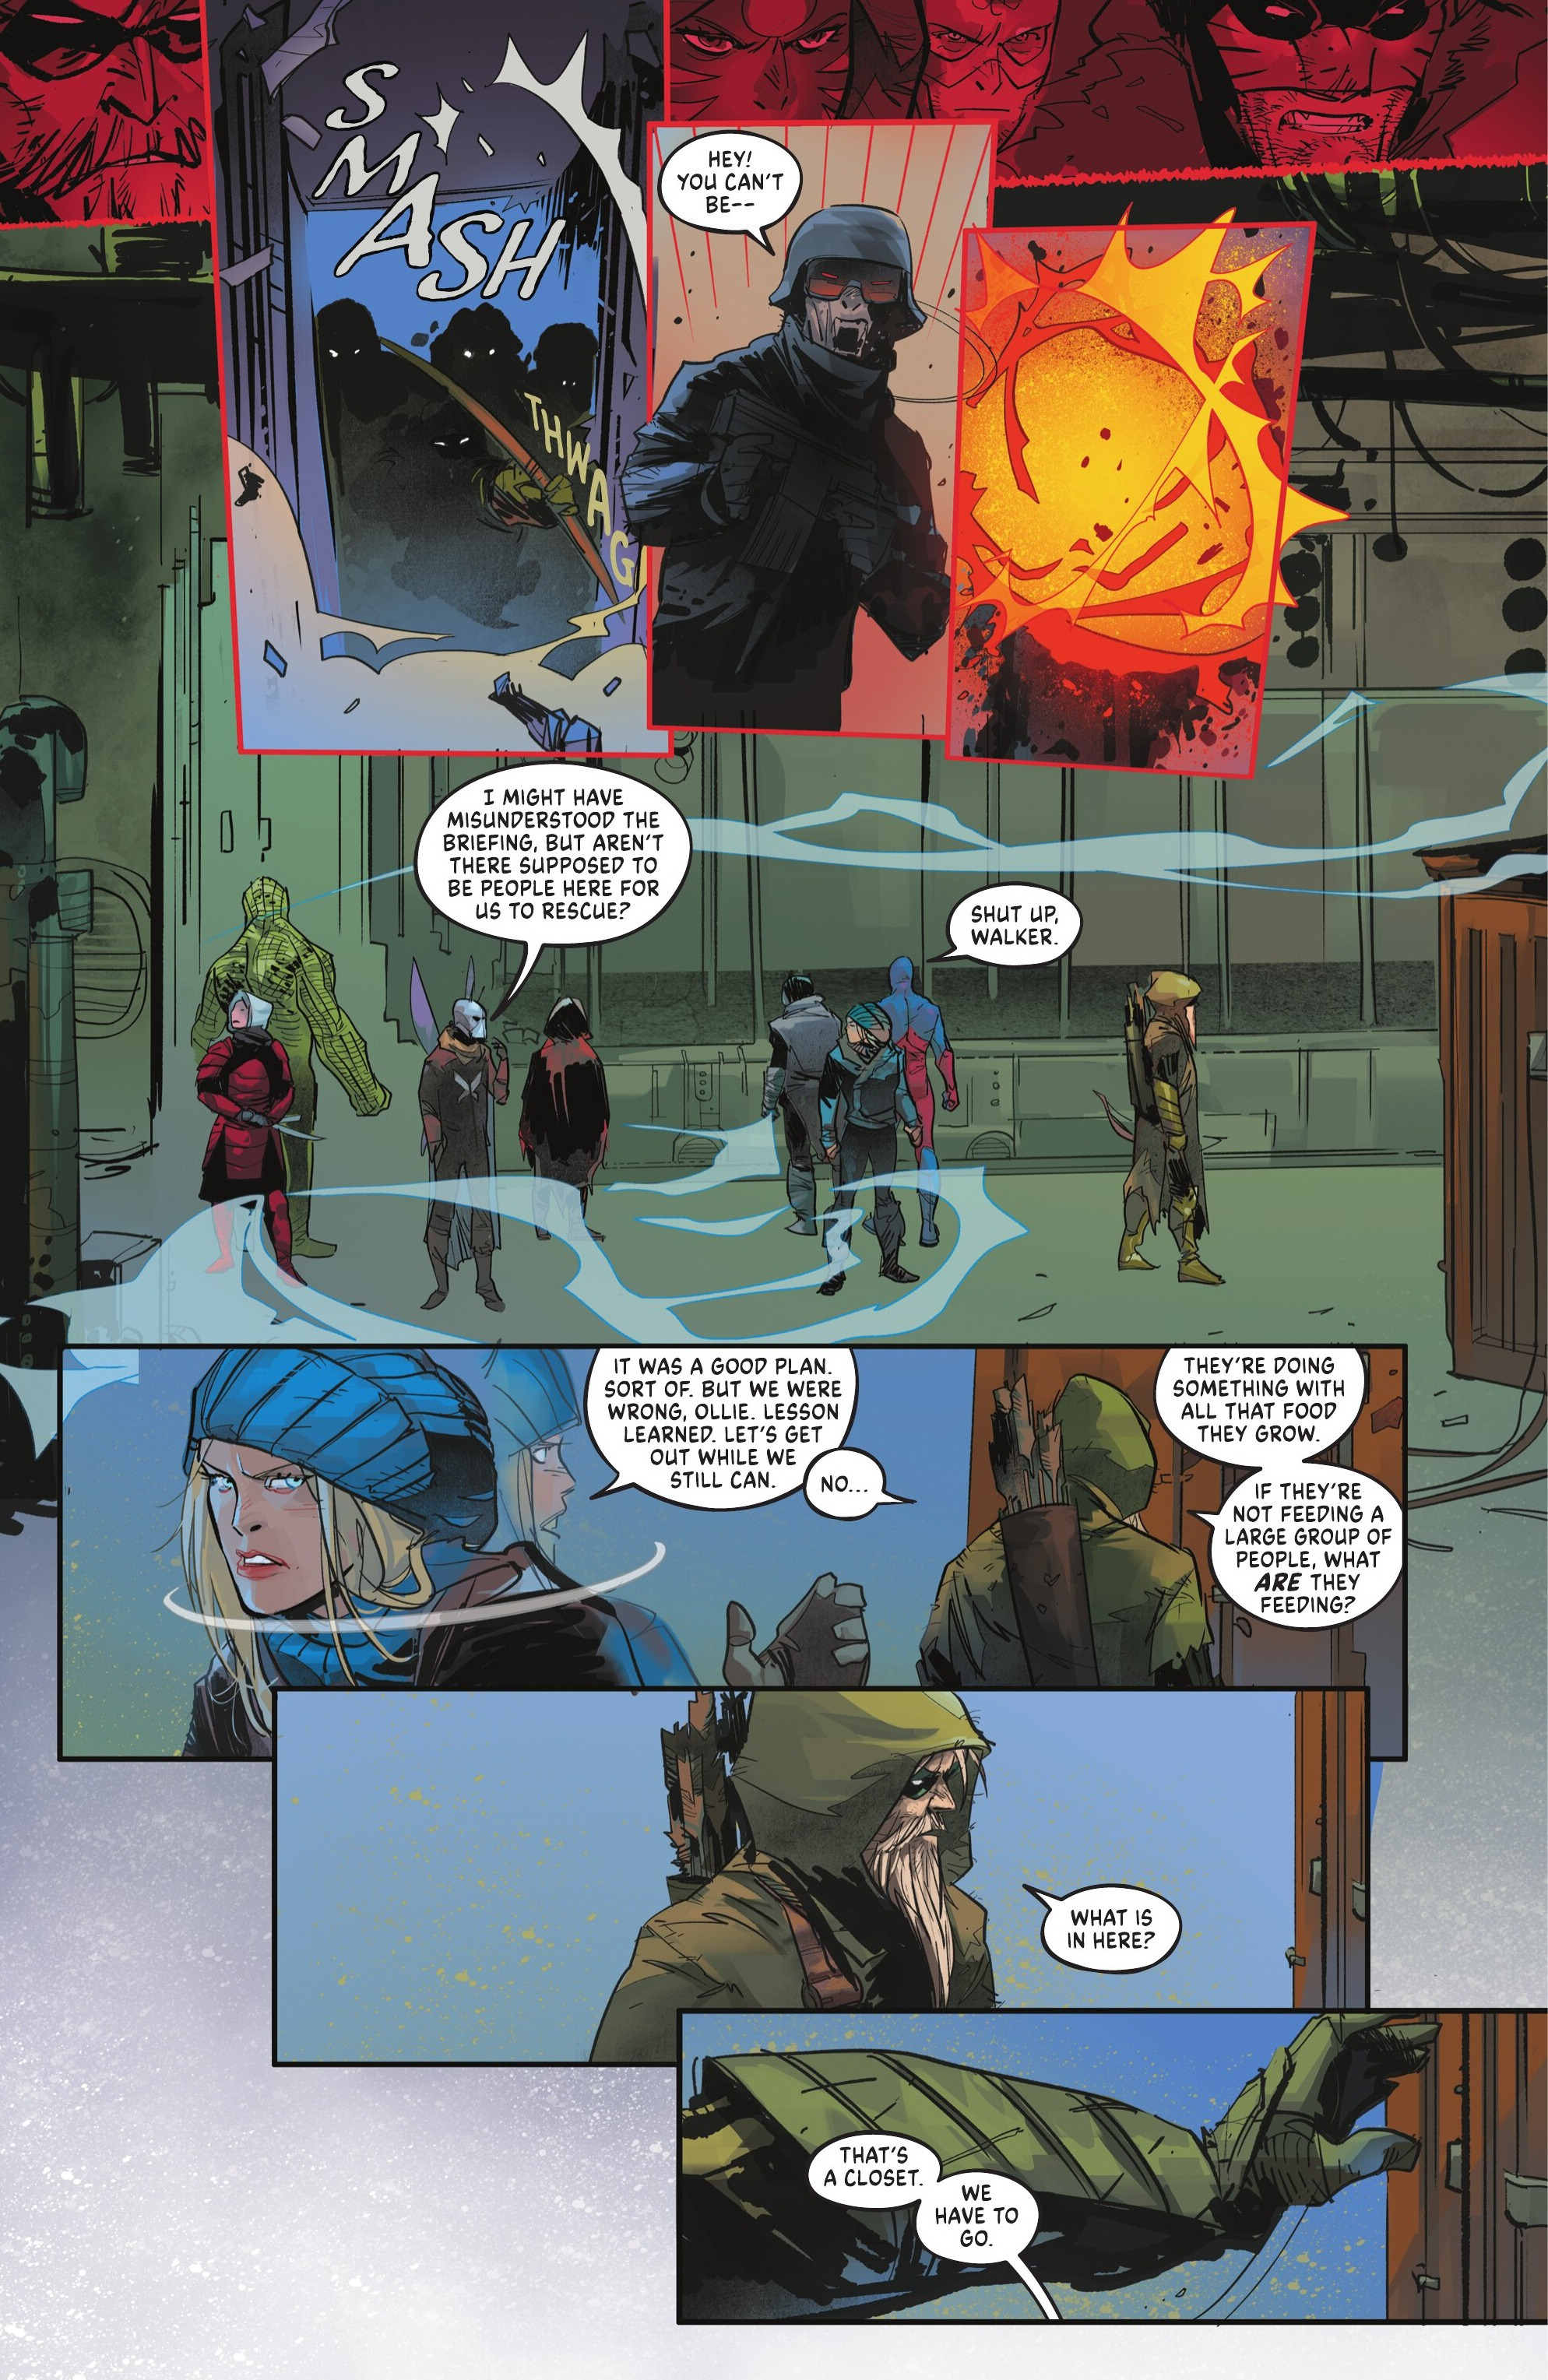 SMASH
THWAG
HEY!
YOU CAN'T
BE--
I MIGHT HAVE
MISUNDERSTOOD THE
BRIEFING, BUT AREN'T
THERE SUPPOSED TO
BE PEOPLE HERE FOR
US TO RESCUE?
SHUT UP,
WALKER.
IT WAS A GOOD PLAN.
SORT OF. BUT WE WERE
WRONG, OLLIE. LESSON
LEARNED. LET'S GET
OUT WHILE WE
STILL CAN.
NO...
THEY'RE DOING
SOMETHING WITH
ALL THAT FOOD
THEY GROW.
IF THEY'RE
NOT FEEDING A
LARGE GROUP OF
PEOPLE, WHAT
ARE THEY
FEEDING?
WHAT IS
IN HERE?
THAT'S
A CLOSET.
WE
HAVE TO
GO.